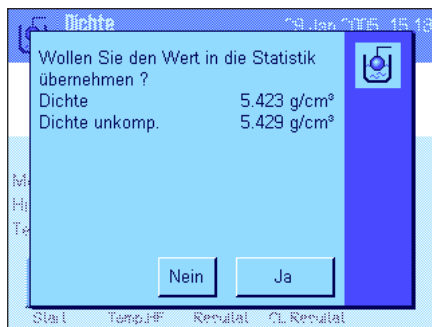 Dichte
29.Jan 2005 15:18
Wollen Sie den Wert in die Statistik
übernehmen ?
Dichte 5.423 g/cm³
Dichte unkomp. 5.429 g/cm³
Nein Ja
Start Temp.HF Resultat CL Resultat